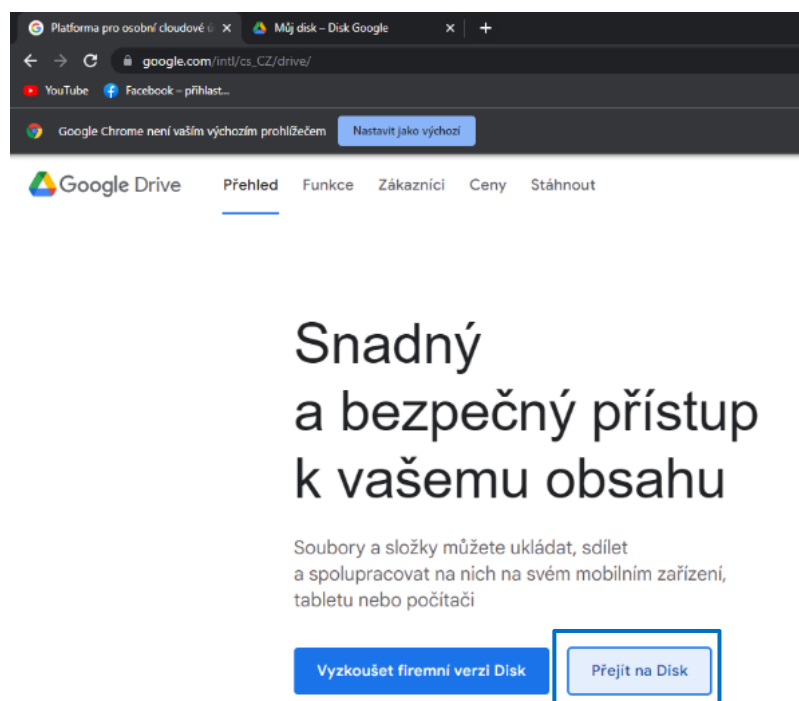 Platforma pro osobní cloudové ú
Můj disk – Disk Google
google.com/intl/cs_CZ/drive/
YouTube Facebook – přihlast...
Google Chrome není vaším výchozím prohlížečem Nastavit jako výchozí
Google Drive Přehled Funkce Zákazníci Ceny Stáhnout
Snadný
a bezpečný přístup
k vašemu obsahu
Soubory a složky můžete ukládat, sdílet
a spolupracovat na nich na svém mobilním zařízení,
tabletu nebo počítači
Vyzkoušet firemní verzi Disk Přejít na Disk